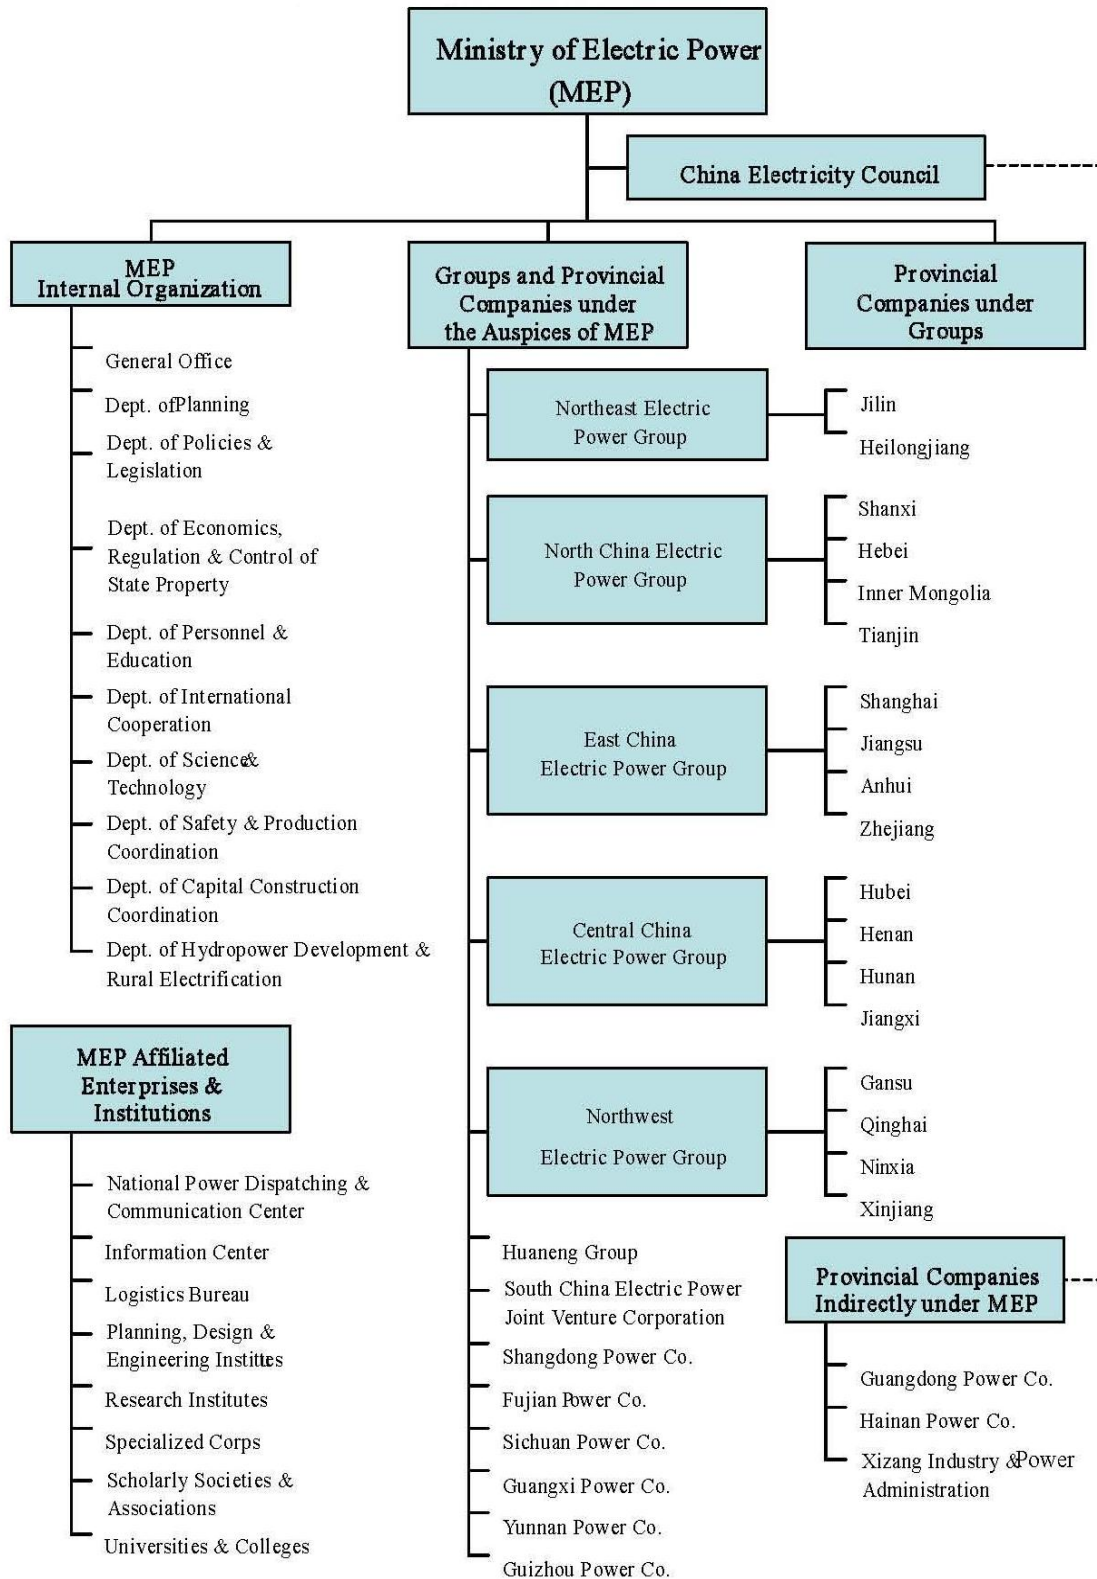 Ministry of Electric Power
(MEP)
China Electricity Council
MEP
Internal Organization
General Office
Dept. of Planning
Dept. of Policies &
Legislation
Dept. of Economics,
Regulation & Control of
State Property
Dept. of Personnel &
Education
Dept. of International
Cooperation
Dept. of Science &
Technology
Dept. of Safety & Production
Coordination
Dept. of Capital Construction
Coordination
Dept. of Hydropower Development &
Rural Electrification
MEP Affiliated
Enterprises &
Institutions
National Power Dispatching &
Communication Center
Information Center
Logistics Bureau
Planning, Design &
Engineering Institutes
Research Institutes
Specialized Corps
Scholarly Societies &
Associations
Universities & Colleges
Groups and Provincial
Companies under
the Auspices of MEP
Northeast Electric
Power Group
North China Electric
Power Group
East China
Electric Power Group
Central China
Electric Power Group
Northwest
Electric Power Group
Huaneng Group
South China Electric Power
Joint Venture Corporation
Shangdong Power Co.
Fujian Power Co.
Sichuan Power Co.
Guangxi Power Co.
Yunnan Power Co.
Guizhou Power Co.
Provincial
Companies under
Groups
Jilin
Heilongjiang
Shanxi
Hebei
Inner Mongolia
Tianjin
Shanghai
Jiangsu
Anhui
Zhejiang
Hubei
Henan
Hunan
Jiangxi
Gansu
Qinghai
Ninxia
Xinjiang
Provincial Companies
Indirectly under MEP
Guangdong Power Co.
Hainan Power Co.
Xizang Industry & Power
Administration